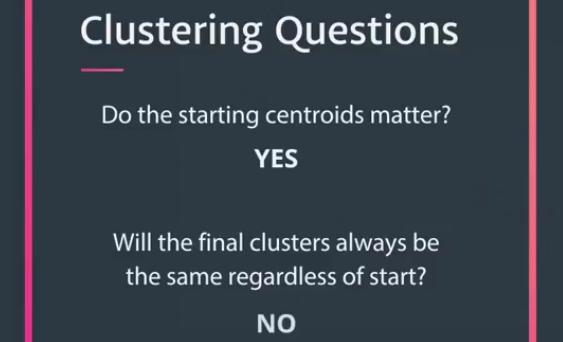 Clustering Questions
Do the starting centroids matter?
YES
Will the final clusters always be
the same regardless of start?
NO